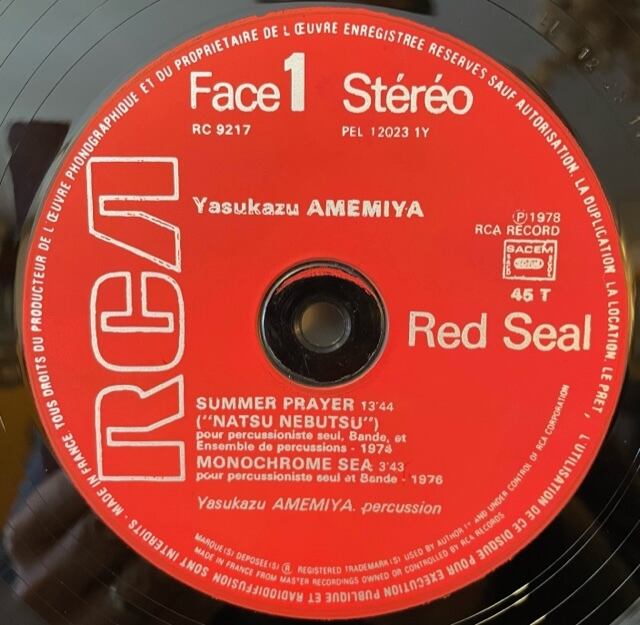 MADE IN FRANCE TOUS DROITS DU PRODUCTEUR DE L'ŒUVRE PHONOGRAPHIQUE ET DU PROPRIETAIRE DE L ŒUVRE ENREGISTREE RESERVES SAUF AUTORISATION. LA DUPLICATION. LA LOCATION. LE PRET, L'UTILISATION DE CE DISQUE POUR EXECUTION PUBLIQUE ET RADIODIFFUSION SONT INTERDITS ·
Face 1 Stéréo
RC 9217 PEL 12023 1Y
RCA
Yasukazu AMEMIYA
Ⓟ1978
RCA RECORD
SACEM
45 T
Red Seal
SUMMER PRAYER 13'44
("NATSU NEBUTSU")
pour percussioniste seul, Bande, et
Ensemble de percussions - 1974
MONOCHROME SEA 3'43
pour percussioniste seul et Bande - 1976
Yasukazu AMEMIYA. percussion
MARQUE(S) DEPOSEE(S) ® REGISTERED TRADEMARK(S) USED BY AUTHORITY AND UNDER CONTROL OF RCA CORPORATION
MADE IN FRANCE FROM MASTER RECORDINGS OWNED OR CONTROLLED BY RCA RECORDS